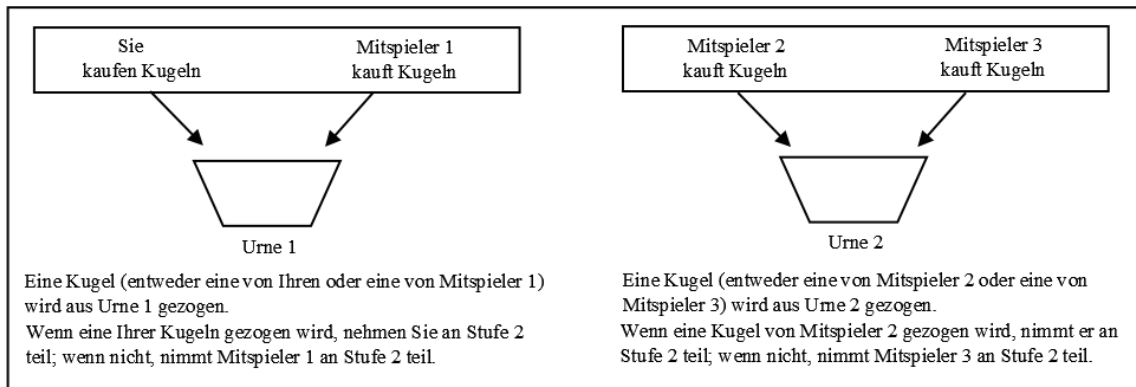 Sie
kaufen Kugeln
Mitspieler 1
kauft Kugeln
Urne 1
Eine Kugel (entweder eine von Ihren oder eine von Mitspieler 1)
wird aus Urne 1 gezogen.
Wenn eine Ihrer Kugeln gezogen wird, nehmen Sie an Stufe 2
teil; wenn nicht, nimmt Mitspieler 1 an Stufe 2 teil.
Mitspieler 2
kauft Kugeln
Mitspieler 3
kauft Kugeln
Urne 2
Eine Kugel (entweder eine von Mitspieler 2 oder eine von
Mitspieler 3) wird aus Urne 2 gezogen.
Wenn eine Kugel von Mitspieler 2 gezogen wird, nimmt er an
Stufe 2 teil; wenn nicht, nimmt Mitspieler 3 an Stufe 2 teil.